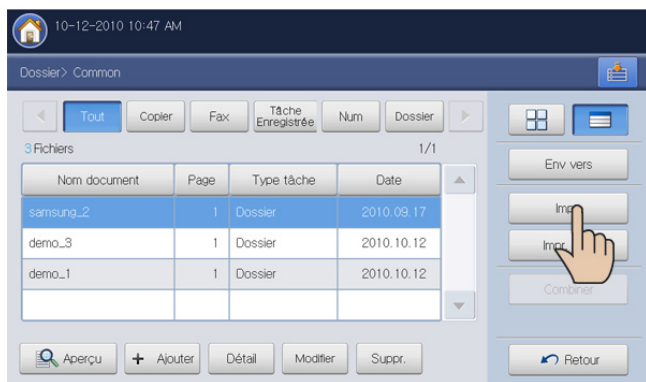 10-12-2010 10:47 AM
Dossier> Common
Tout Copier Fax Tâche Enregistrée Num Dossier
3 Fichiers 1/1
Nom document Page Type tâche Date
samsung_2 1 Dossier 2010.09.17
demo_3 1 Dossier 2010.10.12
demo_1 1 Dossier 2010.10.12
Aperçu + Ajouter Détail Modifier Suppr.
Env vers
Impr.
Combiner
Retour